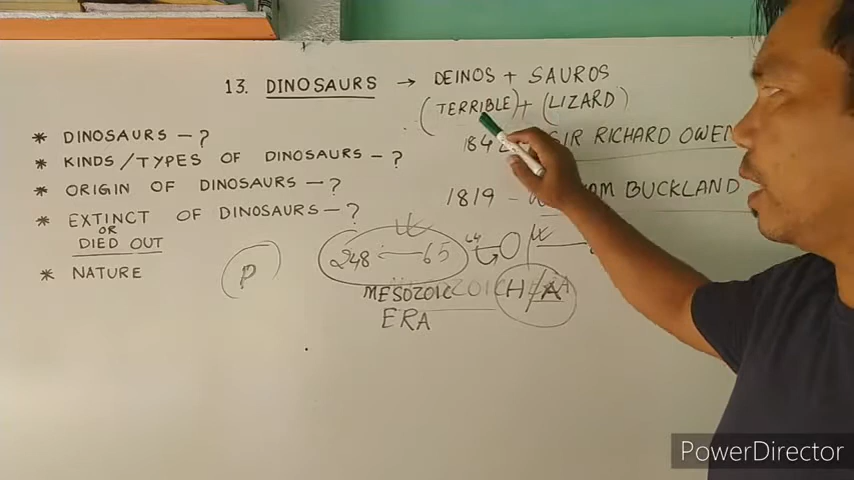 13. DINOSAURS → DEINOS + SAUROS
(TERRIBLE) + (LIZARD)
SIR RICHARD OWEN
1819 - BUCKLAND
* DINOSAURS - ?
* KINDS/TYPES OF DINOSAURS - ?
* ORIGIN OF DINOSAURS - ?
* EXTINCT OF DINOSAURS - ?
OR
DIED OUT
* NATURE
P
248 65
MESOZOIC
ERA
H/A
PowerDirector